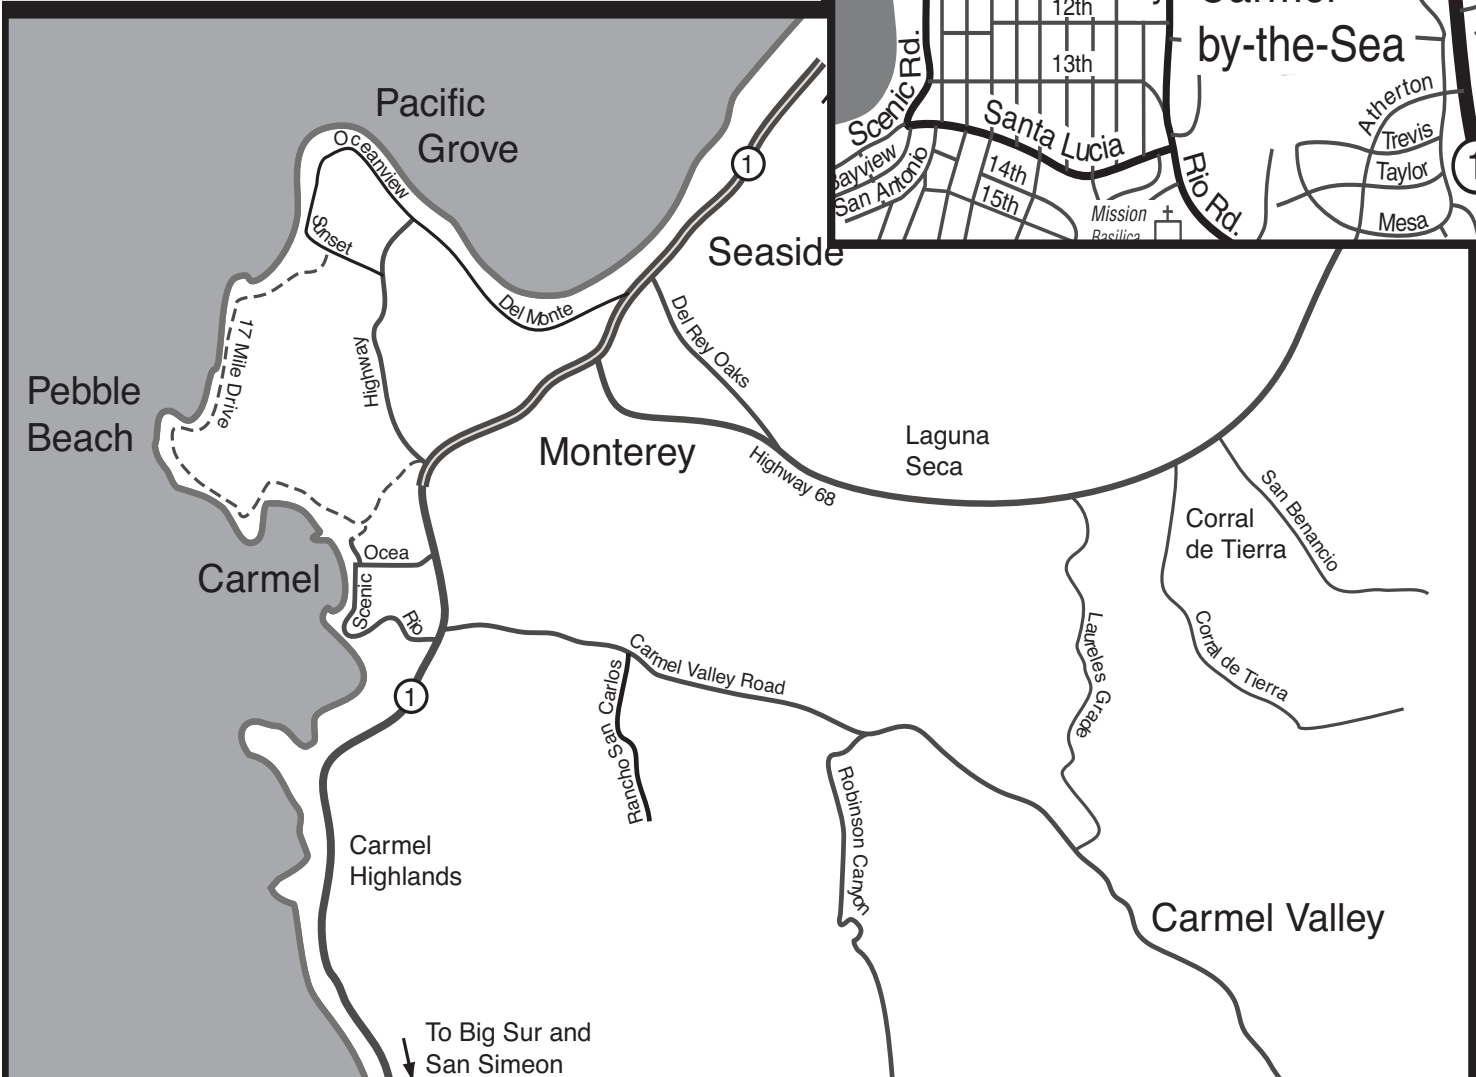 12th
by-the-Sea
13th
Scenic Rd.
Santa Lucia
Atherton
Trevis
Taylor
Mesa
1
14th
15th
San Antonio
Rio Rd.
Mission
Basilica
Pacific
Grove
Oceanview
Sunset
1
Seaside
Del Monte
Del Rey Oaks
17 Mile Drive
Highway
Pebble
Beach
Monterey
Highway 68
Laguna
Seca
San Benancio
Corral
de Tierra
Carmel
Ocea
Scenic
Rio
Carmel Valley Road
Rancho San Carlos
Laureles Grade
Corral de Tierra
1
Robinson Canyon
Carmel
Highlands
Carmel Valley
To Big Sur and
San Simeon